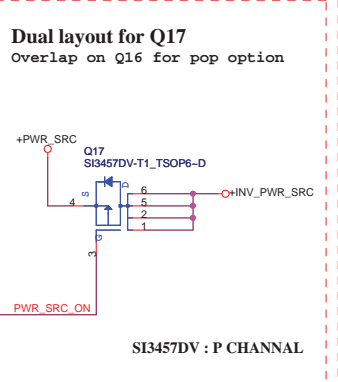 Dual layout for Q17
Overlap on Q16 for pop option
+PWR_SRC
Q17
SI3457DV-T1_TSOP6~D
S
D
G
4
6
5
2
1
3
+INV_PWR_SRC
PWR_SRC_ON
SI3457DV : P CHANNAL